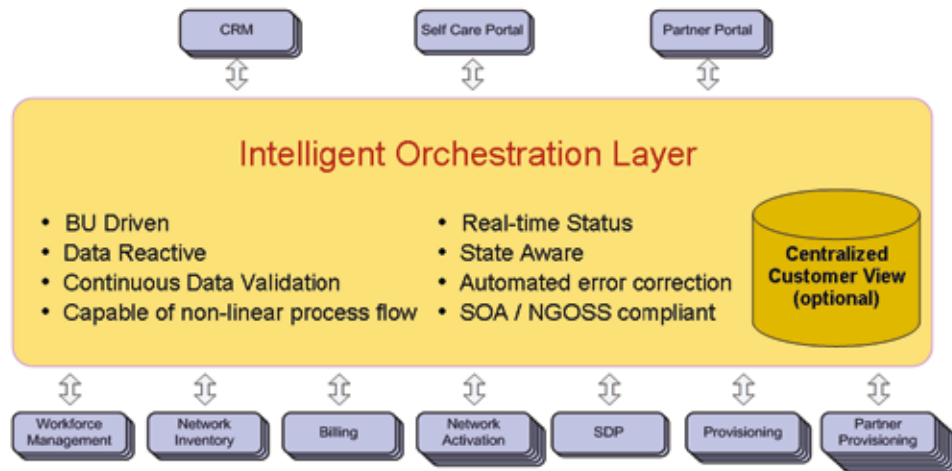 CRM
Self Care Portal
Partner Portal
Intelligent Orchestration Layer
• BU Driven
• Data Reactive
• Continuous Data Validation
• Capable of non-linear process flow
• Real-time Status
• State Aware
• Automated error correction
• SOA / NGOSS compliant
Centralized
Customer View
(optional)
Workforce
Management
Network
Inventory
Billing
Network
Activation
SDP
Provisioning
Partner
Provisioning